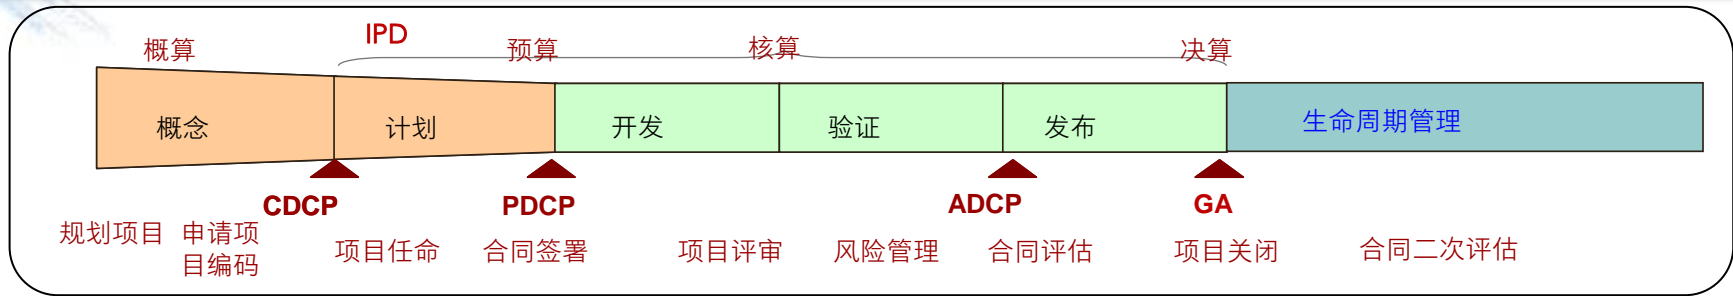 IPD
概算
预算
核算
决算
概念
计划
开发
验证
发布
生命周期管理
CDCP
PDCP
ADCP
GA
规划项目
申请项
目编码
项目任命
合同签署
项目评审
风险管理
合同评估
项目关闭
合同二次评估